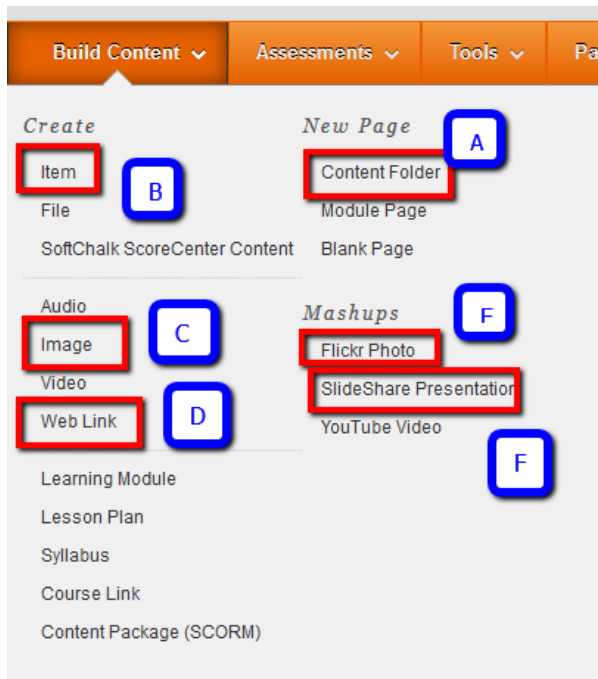 Build Content Assessments Tools Pa
Create
Item
B
File
SoftChalk ScoreCenter Content
Audio
Image
C
Video
Web Link
D
Learning Module
Lesson Plan
Syllabus
Course Link
Content Package (SCORM)
New Page
A
Content Folder
Module Page
Blank Page
Mashups
F
Flickr Photo
SlideShare Presentation
YouTube Video
F